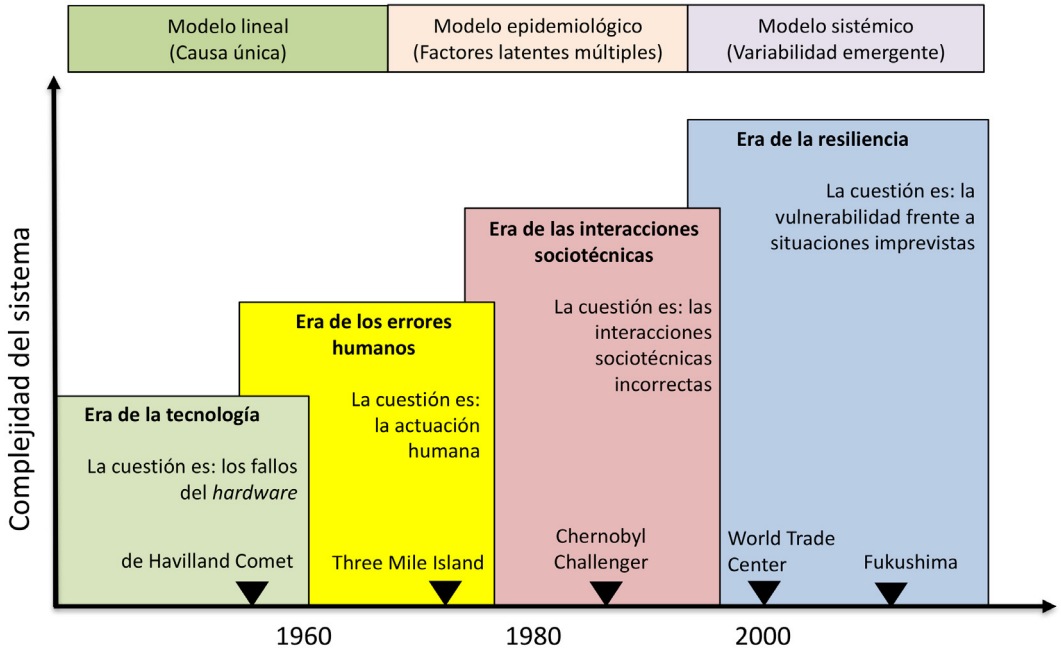 Modelo lineal
(Causa única)
Modelo epidemiológico
(Factores latentes múltiples)
Modelo sistémico
(Variabilidad emergente)
Complejidad del sistema
Era de la tecnología
La cuestión es: los fallos
del hardware
de Havilland Comet
Era de los errores
humanos
La cuestión es:
la actuación
humana
Three Mile Island
Era de las interacciones
sociotécnicas
La cuestión es: las
interacciones
sociotécnicas
incorrectas
Chernobyl
Challenger
Era de la resiliencia
La cuestión es: la
vulnerabilidad frente a
situaciones imprevistas
World Trade
Center
Fukushima
1960
1980
2000